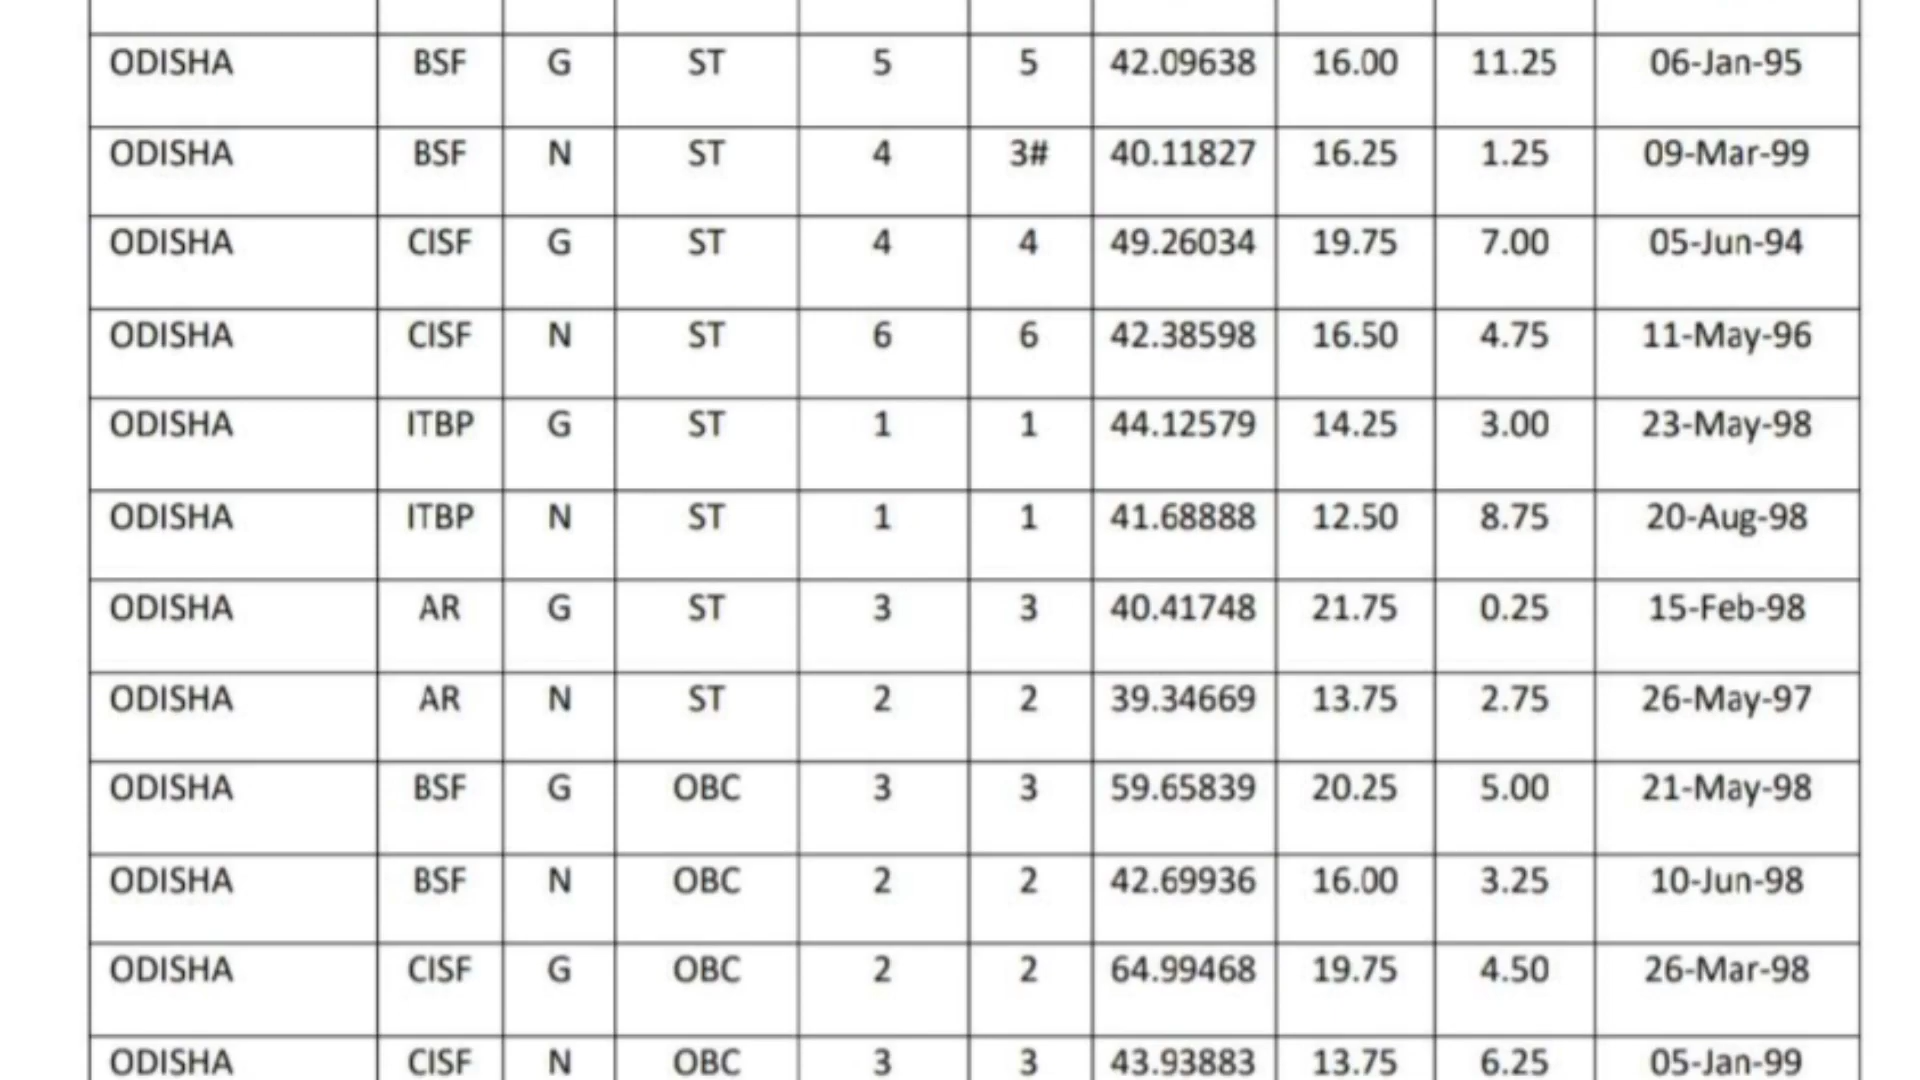 ODISHA BSF G ST 5 5 42.09638 16.00 11.25 06-Jan-95
ODISHA BSF N ST 4 3# 40.11827 16.25 1.25 09-Mar-99
ODISHA CISF G ST 4 4 49.26034 19.75 7.00 05-Jun-94
ODISHA CISF N ST 6 6 42.38598 16.50 4.75 11-May-96
ODISHA ITBP G ST 1 1 44.12579 14.25 3.00 23-May-98
ODISHA ITBP N ST 1 1 41.68888 12.50 8.75 20-Aug-98
ODISHA AR G ST 3 3 40.41748 21.75 0.25 15-Feb-98
ODISHA AR N ST 2 2 39.34669 13.75 2.75 26-May-97
ODISHA BSF G OBC 3 3 59.65839 20.25 5.00 21-May-98
ODISHA BSF N OBC 2 2 42.69936 16.00 3.25 10-Jun-98
ODISHA CISF G OBC 2 2 64.99468 19.75 4.50 26-Mar-98
ODISHA CISF N OBC 3 3 43.93883 13.75 6.25 05-Jan-99